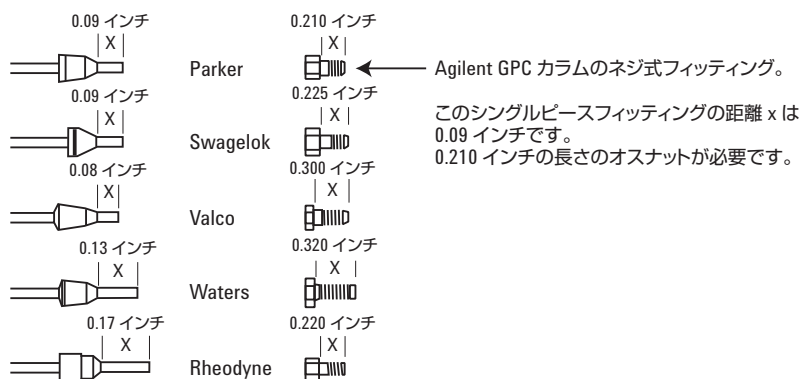 0.09 インチ
X
0.210 インチ
X
Parker
Agilent GPC カラムのネジ式フィッティング。
このシングルピースフィッティングの距離 x は
0.09 インチです。
0.210 インチの長さのオスナットが必要です。
0.09 インチ
X
0.225 インチ
X
Swagelok
0.08 インチ
X
0.300 インチ
X
Valco
0.13 インチ
X
0.320 インチ
X
Waters
0.17 インチ
X
0.220 インチ
X
Rheodyne